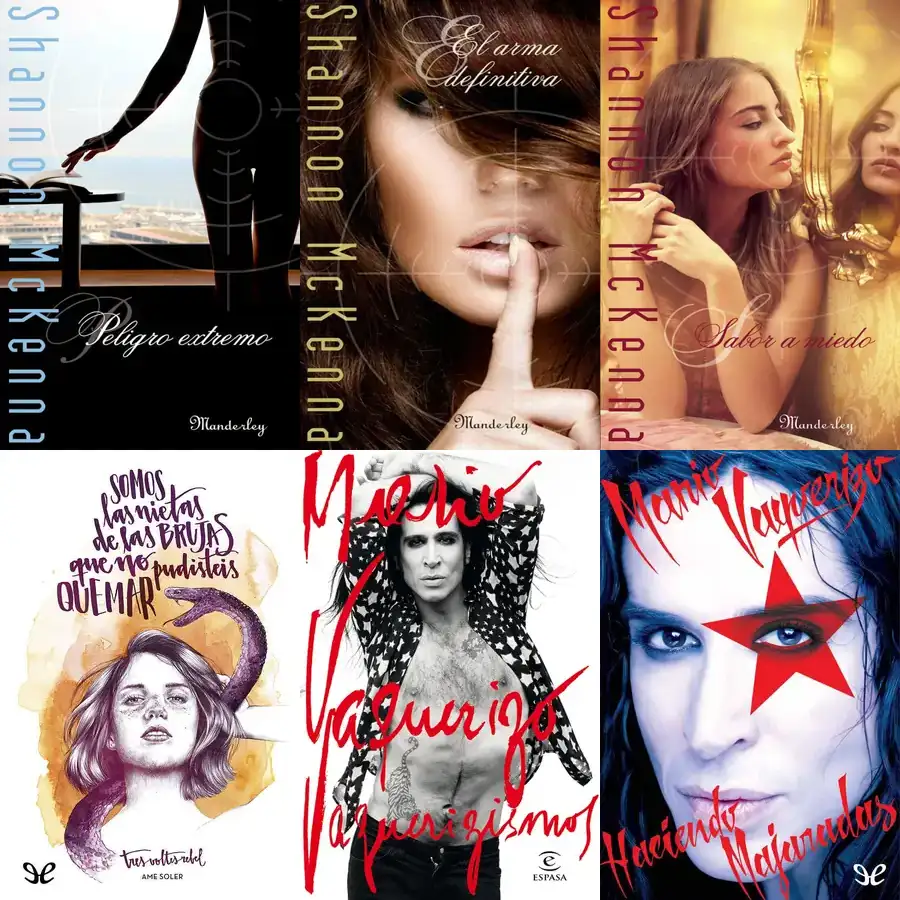 Shannon McKenna
Peligro extremo
Manderley
Shannon McKenna
El arma
definitiva
Manderley
Shannon McKenna
Sabor a miedo
Manderley
SOMOS
las nietas
de las BRUJAS
que no pudisteis
QUEMAR
tres voltes rebel
AME SOLER
Mario
Vaquerizo
Vaquerizismos
e
ESPASA
Mario Vaquerizo
Haciendo
Majaradas